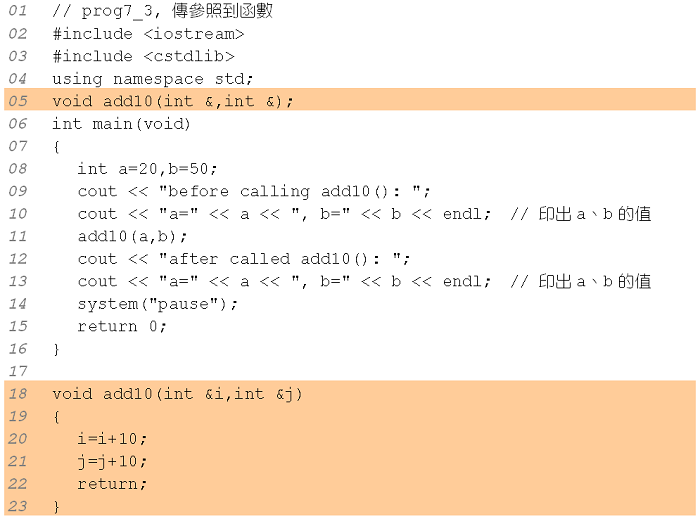 01 // prog7_3, 傳參照到函數
02 #include <iostream>
03 #include <cstdlib>
04 using namespace std;
05 void add10(int &,int &);
06 int main(void)
07 {
08 int a=20,b=50;
09 cout << "before calling add10(): ";
10 cout << "a=" << a << ", b=" << b << endl; // 印出 a、b 的值
11 add10(a,b);
12 cout << "after called add10(): ";
13 cout << "a=" << a << ", b=" << b << endl; // 印出 a、b 的值
14 system("pause");
15 return 0;
16 }
17
18 void add10(int &i,int &j)
19 {
20 i=i+10;
21 j=j+10;
22 return;
23 }